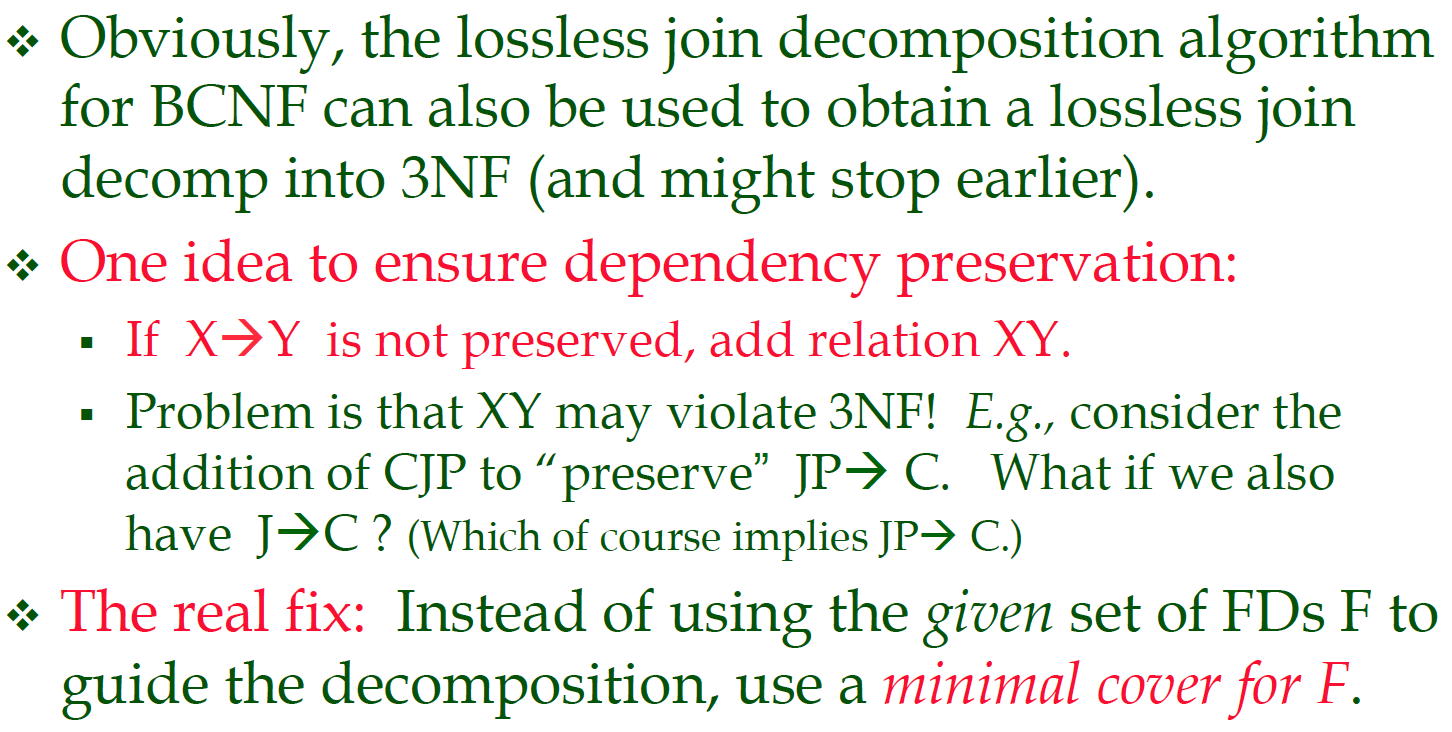 ❖ Obviously, the lossless join decomposition algorithm
for BCNF can also be used to obtain a lossless join
decomp into 3NF (and might stop earlier).
❖ One idea to ensure dependency preservation:
▪ If X→Y is not preserved, add relation XY.
▪ Problem is that XY may violate 3NF! E.g., consider the
addition of CJP to “preserve” JP→ C. What if we also
have J→C ? (Which of course implies JP→ C.)
❖ The real fix: Instead of using the given set of FDs F to
guide the decomposition, use a minimal cover for F.